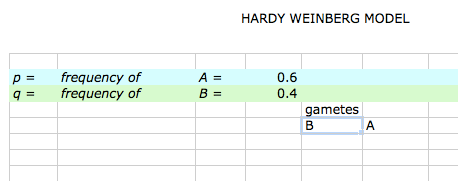 HARDY WEINBERG MODEL
p = frequency of A = 0.6
q = frequency of B = 0.4
gametes
B A